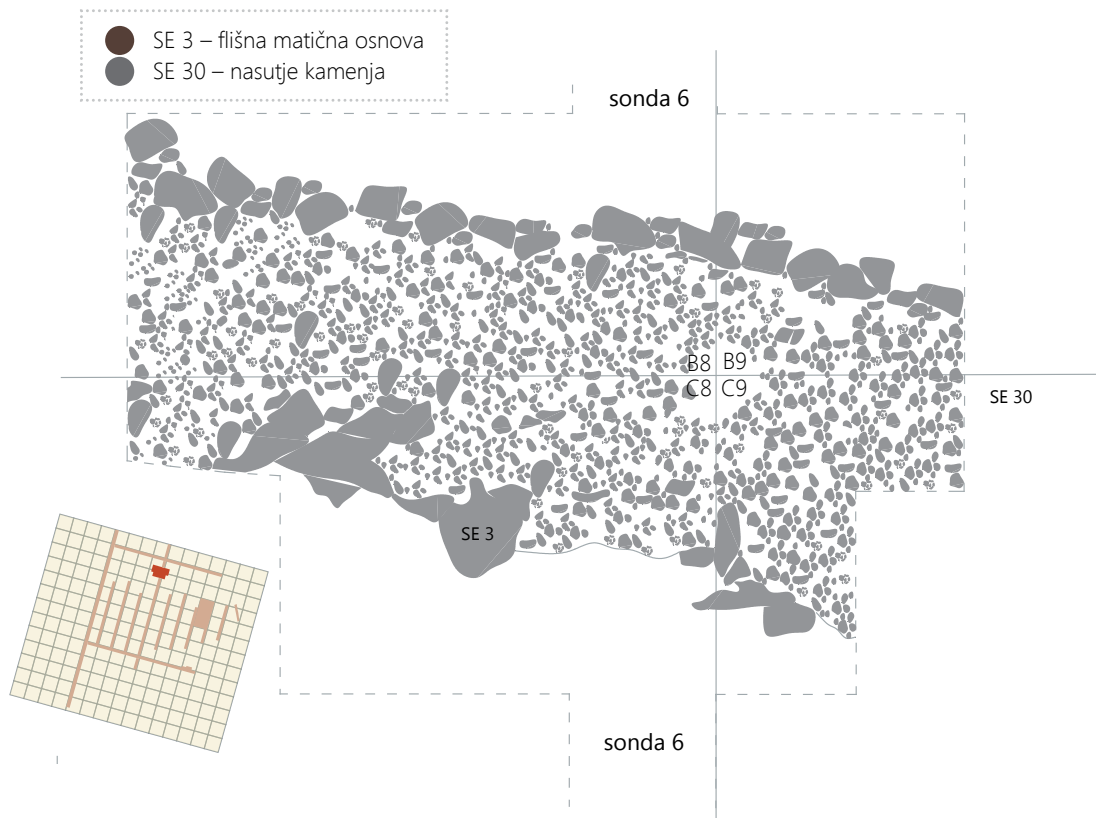 SE 3 – flišna matična osnova
SE 30 – nasutje kamenja
sonda 6
B8 B9
C8 C9
SE 30
SE 3
sonda 6